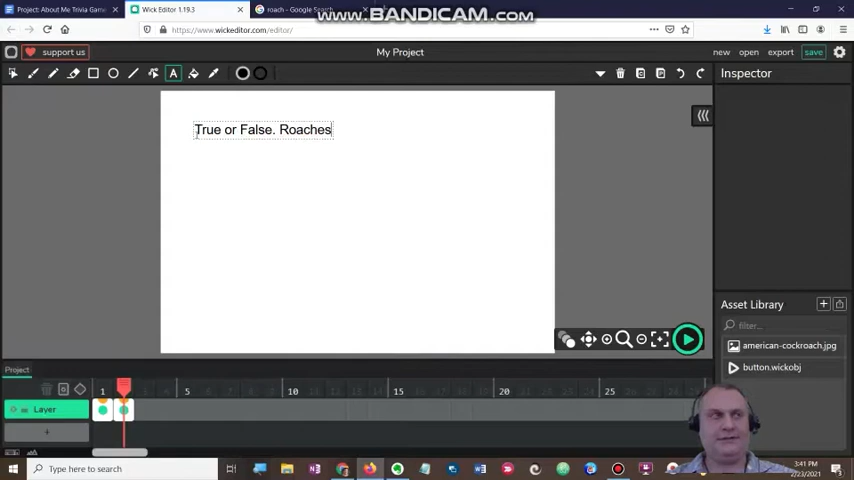 www.BANDICAM.com
Project: About Me Trivia Gam
Wick Editor 1.19.3
roach - Google Search
https://www.wickeditor.com/editor/
support us
My Project
new open export save
Inspector
True or False. Roaches
Asset Library
filter...
american-cockroach.jpg
button.wickobj
Project
1 5 10 15 20 25
Layer
+
Type here to search
3:41 PM
2/23/2021